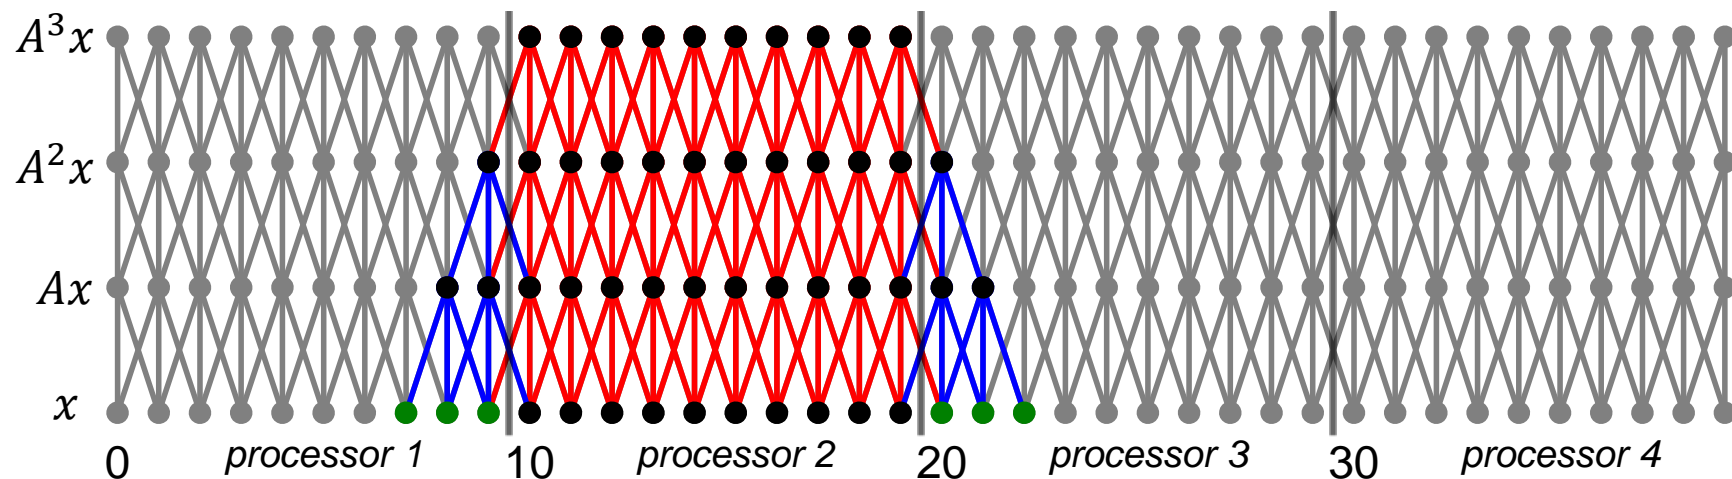 A³x
A²x
Ax
x
0 processor 1 10 processor 2 20 processor 3 30 processor 4